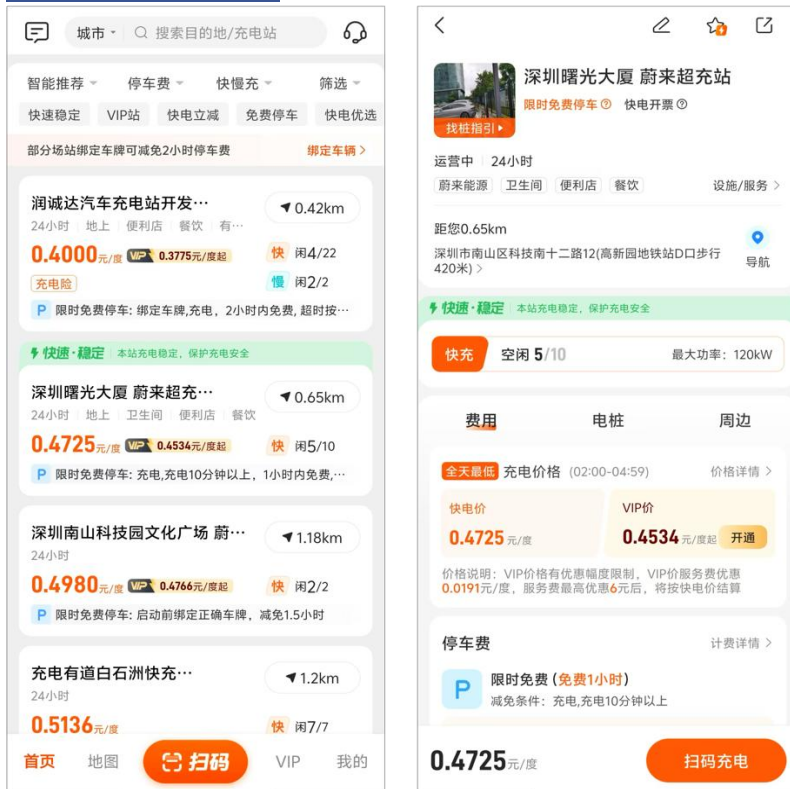 城市
搜索目的地/充电站
智能推荐 停车费 快慢充 筛选
快速稳定 VIP站 快电立减 免费停车 快电优选
部分场站绑定车牌可减免2小时停车费 绑定车辆 >
润诚达汽车充电站开发… 0.42km
24小时 地上 便利店 餐饮 有…
0.4000元/度 VIP 0.3775元/度起 快 闲4/22
充电险 慢 闲2/2
P 限时免费停车: 绑定车牌,充电，2小时内免费, 超时按…
快速·稳定 本站充电稳定，保护充电安全
深圳曙光大厦 蔚来超充… 0.65km
24小时 地上 卫生间 便利店 餐饮
0.4725元/度 VIP 0.4534元/度起 快 闲5/10
P 限时免费停车: 充电,充电10分钟以上，1小时内免费,…
深圳南山科技园文化广场 蔚… 1.18km
24小时
0.4980元/度 VIP 0.4766元/度起 快 闲2/2
P 限时免费停车: 启动前绑定正确车牌，减免1.5小时
充电有道白石洲快充… 1.2km
24小时
0.5136元/度 快 闲7/7
首页 地图 扫码 VIP 我的
深圳曙光大厦 蔚来超充站
限时免费停车 快电开票
找桩指引
运营中 24小时
蔚来能源 卫生间 便利店 餐饮 设施/服务 >
距您0.65km
深圳市南山区科技南十二路12(高新园地铁站D口步行
420米) >
导航
快速·稳定 本站充电稳定，保护充电安全
快充 空闲 5/10 最大功率：120kW
费用 电桩 周边
全天最低 充电价格 (02:00-04:59) 价格详情 >
快电价 VIP价
0.4725 元/度 0.4534 元/度起 开通
价格说明：VIP价格有优惠幅度限制，VIP价服务费优惠
0.0191元/度，服务费最高优惠6元后，将按快电价结算
停车费 计费详情 >
P 限时免费 (免费1小时)
减免条件：充电,充电10分钟以上
0.4725元/度 扫码充电